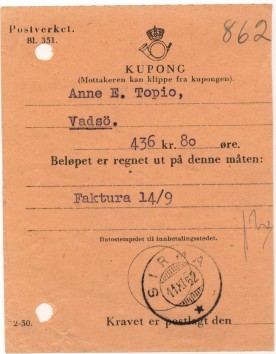 Postverket.
Bl. 351.
862
KUPONG
(Mottakeren kan klippe fra kupongen).
Anne E. Topio,
Vadsö.
436 kr. 80 øre.
Beløpet er regnet ut på denne måten:
Faktura 14/9
Datostempelet til innbetalingsstedet.
SIRMA
2-50.
Kravet er postlagt den